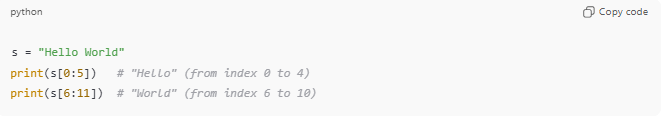 python Copy code
s = "Hello World"
print(s[0:5])   # "Hello" (from index 0 to 4)
print(s[6:11])  # "World" (from index 6 to 10)